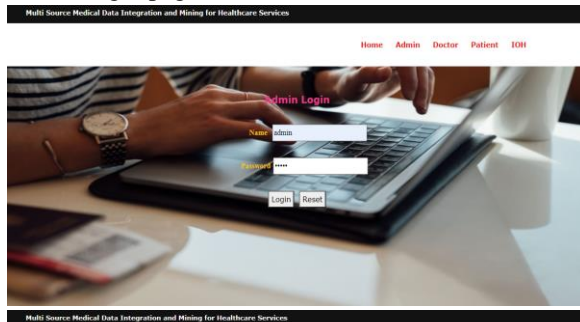 Multi Source Medical Data Integration and Mining for Healthcare Services
Home Admin Doctor Patient IOH
Admin Login
Name admin
Password •••••
Login Reset
Multi Source Medical Data Integration and Mining for Healthcare Services